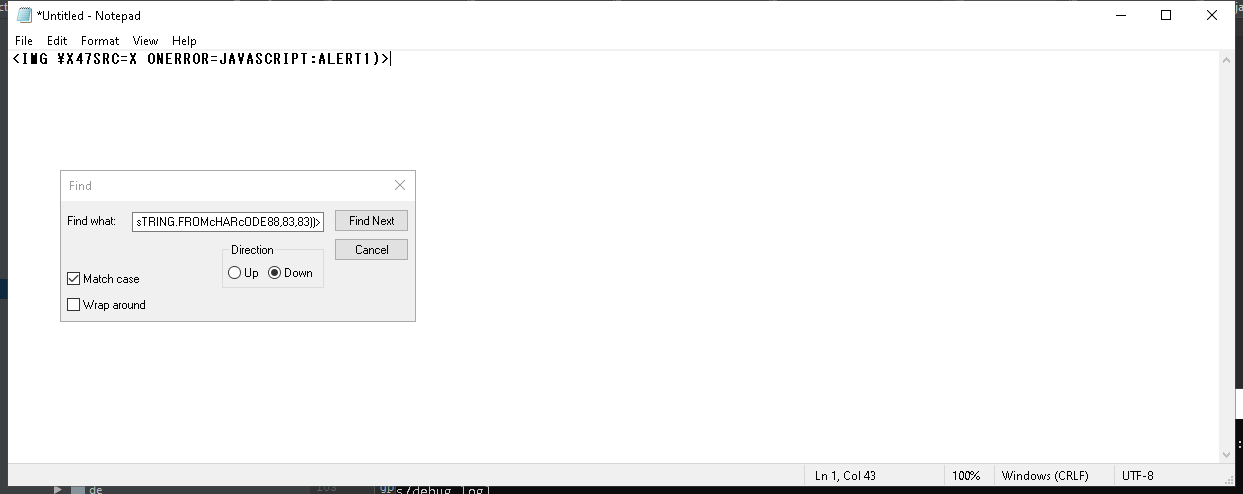 *Untitled - Notepad
File Edit Format View Help
<IMG ¥X47SRC=X ONERROR=JAVASCRIPT:ALERT1)>
Find
Find what: sTRING.FROMcHARcODE88,83,83))> Find Next
Direction Cancel
Up Down
Match case
Wrap around
Ln 1, Col 43 100% Windows (CRLF) UTF-8
de 103 gp s/debug.log